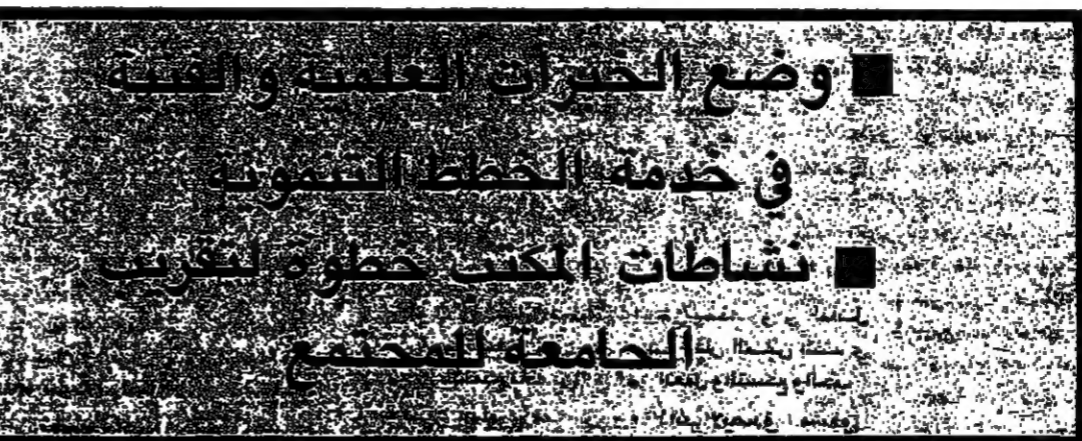 ■ وضع الخبرات العلمية والفنية
في خدمة الخطط التنموية
■ نشاطات المكتب خطوة لتقريب
الجامعة للمجتمع